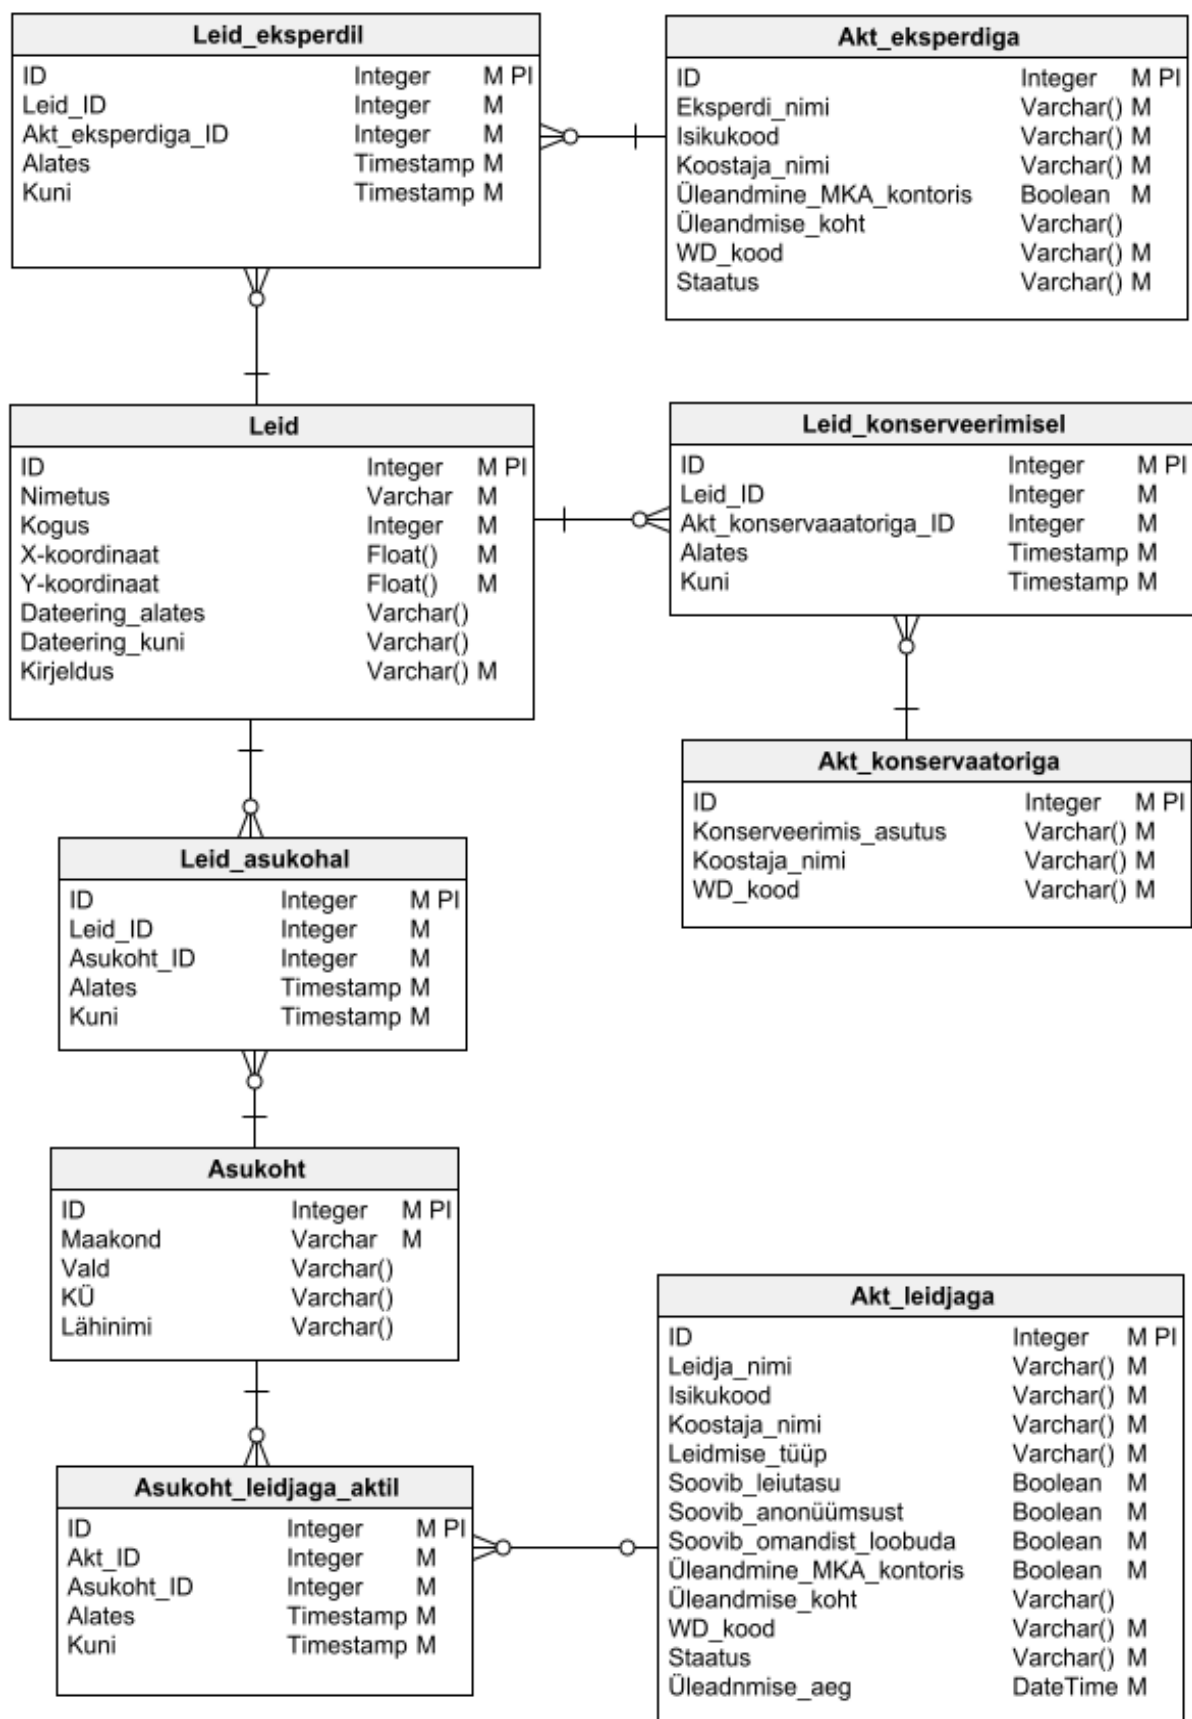 Leid_eksperdil
ID Integer M PI
Leid_ID Integer M
Akt_eksperdiga_ID Integer M
Alates Timestamp M
Kuni Timestamp M
Akt_eksperdiga
ID Integer M PI
Eksperdi_nimi Varchar() M
Isikukood Varchar() M
Koostaja_nimi Varchar() M
Üleandmine_MKA_kontoris Boolean M
Üleandmise_koht Varchar()
WD_kood Varchar() M
Staatus Varchar() M
Leid
ID Integer M PI
Nimetus Varchar M
Kogus Integer M
X-koordinaat Float() M
Y-koordinaat Float() M
Dateering_alates Varchar()
Dateering_kuni Varchar()
Kirjeldus Varchar() M
Leid_konserveerimisel
ID Integer M PI
Leid_ID Integer M
Akt_konservaaatoriga_ID Integer M
Alates Timestamp M
Kuni Timestamp M
Akt_konservaatoriga
ID Integer M PI
Konserveerimis_asutus Varchar() M
Koostaja_nimi Varchar() M
WD_kood Varchar() M
Leid_asukohal
ID Integer M PI
Leid_ID Integer M
Asukoht_ID Integer M
Alates Timestamp M
Kuni Timestamp M
Asukoht
ID Integer M PI
Maakond Varchar M
Vald Varchar()
KÜ Varchar()
Lähinimi Varchar()
Akt_leidjaga
ID Integer M PI
Leidja_nimi Varchar() M
Isikukood Varchar() M
Koostaja_nimi Varchar() M
Leidmise_tüüp Varchar() M
Soovib_leiutasu Boolean M
Soovib_anonüümsust Boolean M
Soovib_omandist_loobuda Boolean M
Üleandmine_MKA_kontoris Boolean M
Üleandmise_koht Varchar()
WD_kood Varchar() M
Staatus Varchar() M
Üleadnmise_aeg DateTime M
Asukoht_leidjaga_aktil
ID Integer M PI
Akt_ID Integer M
Asukoht_ID Integer M
Alates Timestamp M
Kuni Timestamp M